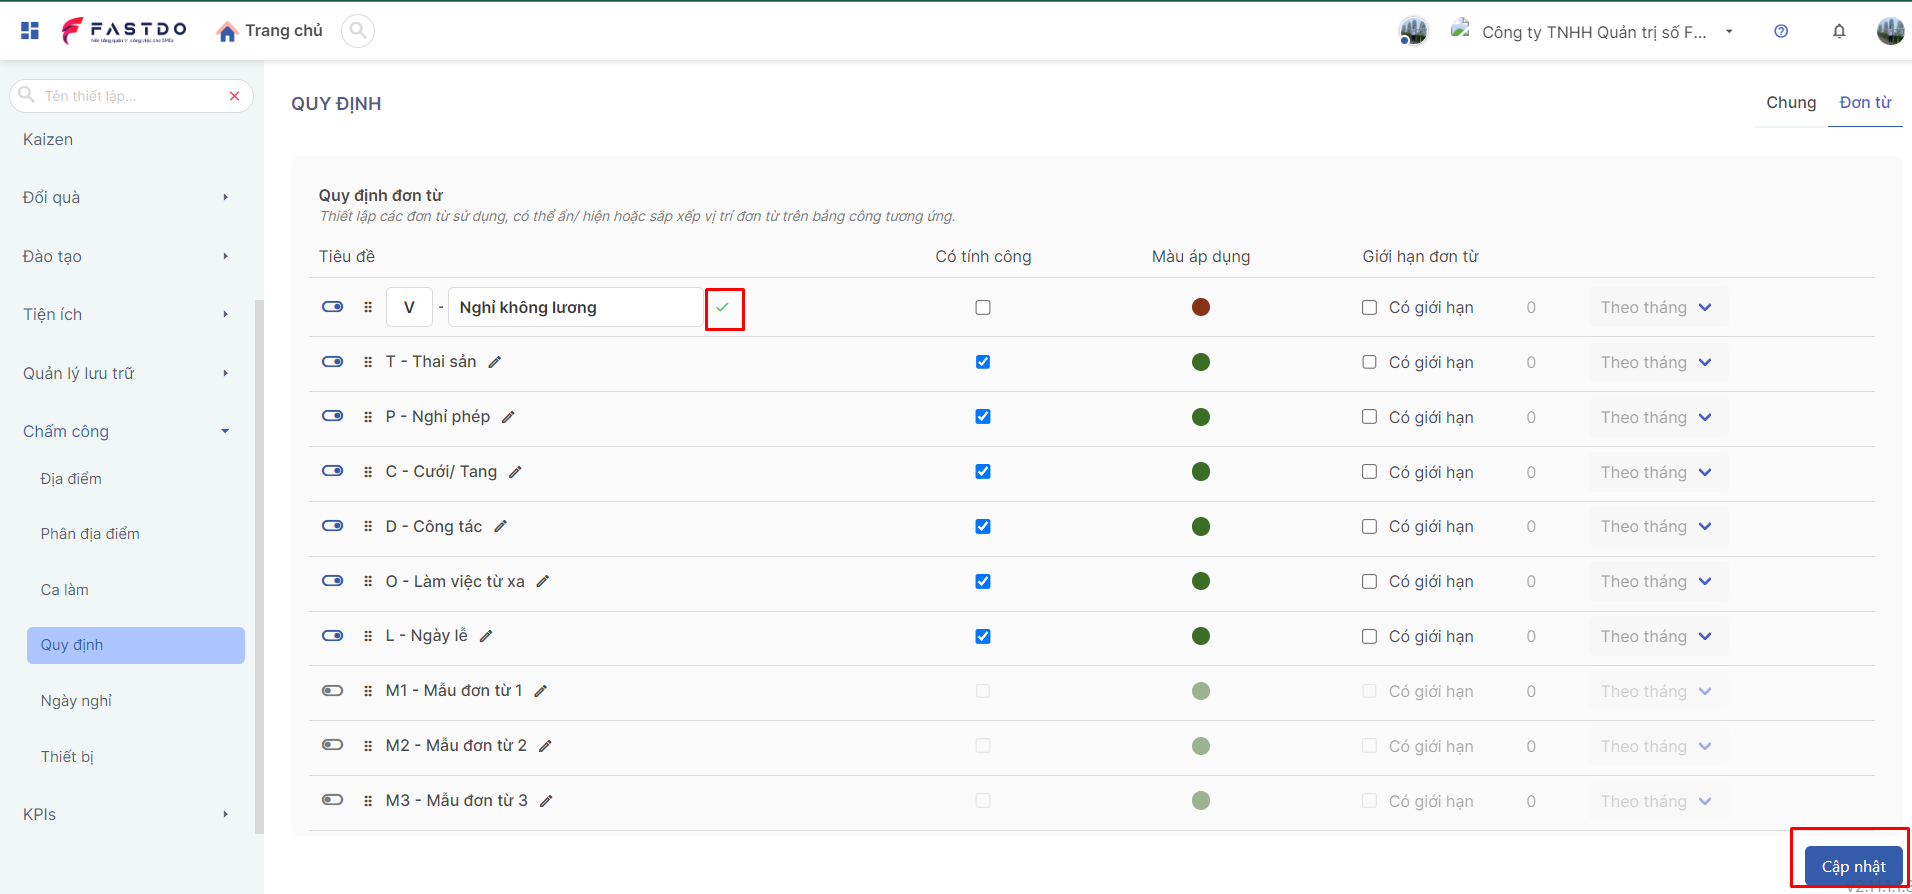 FASTDO
Trang chủ
Công ty TNHH Quản trị số F...
Tên thiết lập...
Kaizen
Đổi quà
Đào tạo
Tiện ích
Quản lý lưu trữ
Chấm công
Địa điểm
Phân địa điểm
Ca làm
Quy định
Ngày nghỉ
Thiết bị
KPIs
QUY ĐỊNH
Chung Đơn từ
Quy định đơn từ
Thiết lập các đơn từ sử dụng, có thể ẩn/ hiện hoặc sắp xếp vị trí đơn từ trên bảng công tương ứng.
Tiêu đề Có tính công Màu áp dụng Giới hạn đơn từ
V - Nghỉ không lương Có giới hạn 0 Theo tháng
T - Thai sản Có giới hạn 0 Theo tháng
P - Nghỉ phép Có giới hạn 0 Theo tháng
C - Cưới/ Tang Có giới hạn 0 Theo tháng
D - Công tác Có giới hạn 0 Theo tháng
O - Làm việc từ xa Có giới hạn 0 Theo tháng
L - Ngày lễ Có giới hạn 0 Theo tháng
M1 - Mẫu đơn từ 1 Có giới hạn 0 Theo tháng
M2 - Mẫu đơn từ 2 Có giới hạn 0 Theo tháng
M3 - Mẫu đơn từ 3 Có giới hạn 0 Theo tháng
Cập nhật